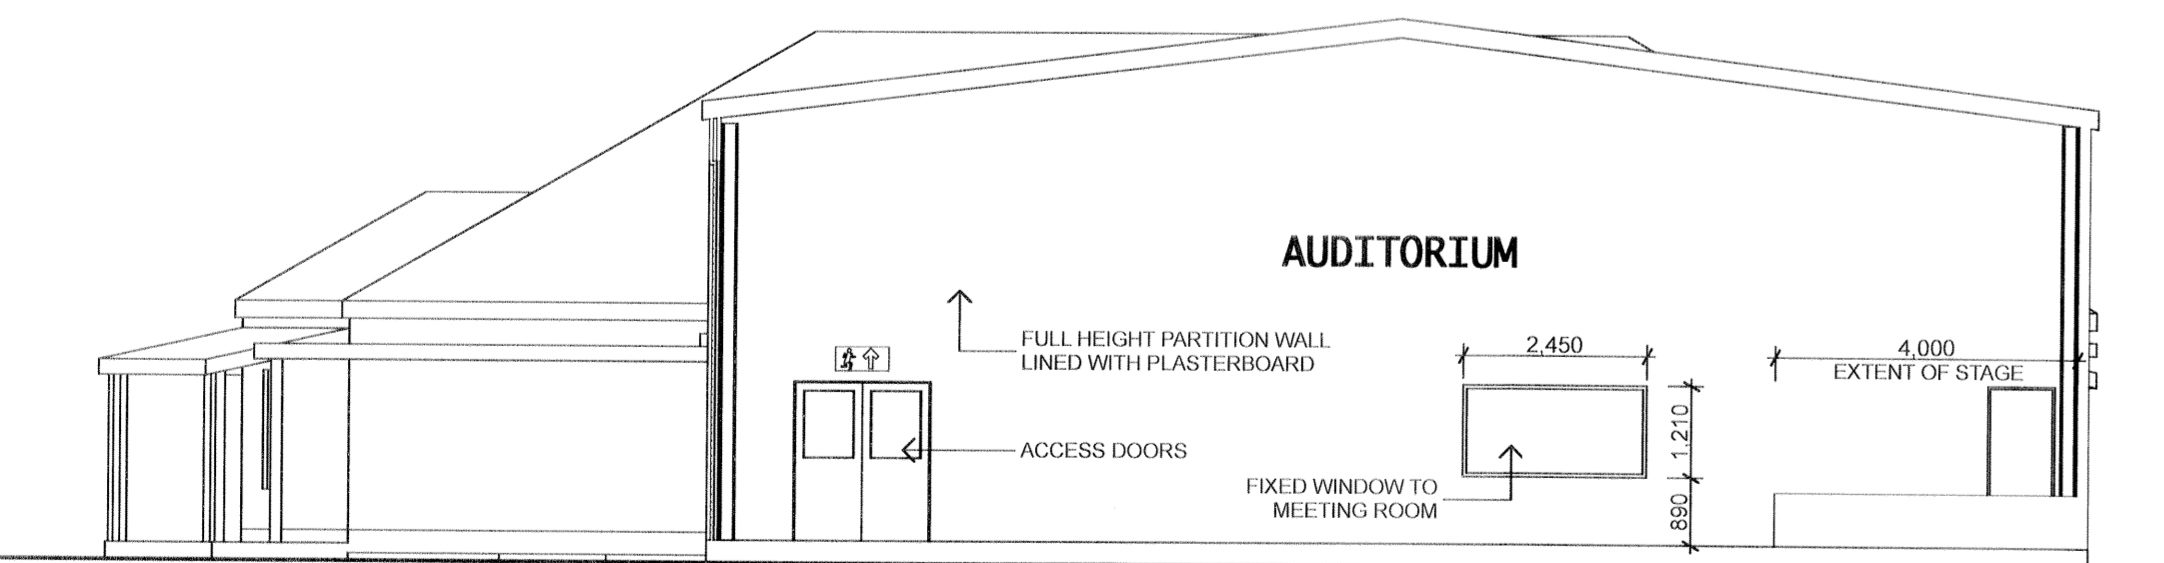 AUDITORIUM
FULL HEIGHT PARTITION WALL
LINED WITH PLASTERBOARD
2,450
4,000
EXTENT OF STAGE
1,210
ACCESS DOORS
FIXED WINDOW TO
MEETING ROOM
890